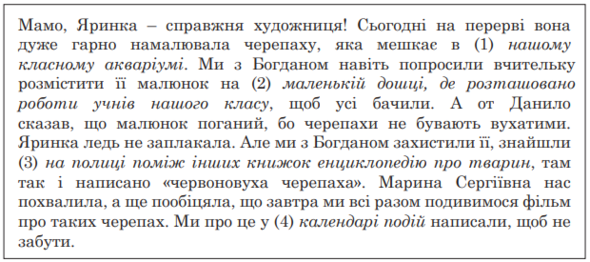 Мамо, Яринка – справжня художниця! Сьогодні на перерві вона
дуже гарно намалювала черепаху, яка мешкає в (1) нашому
класному акваріумі. Ми з Богданом навіть попросили вчительку
розмістити її малюнок на (2) маленькій дошці, де розташовано
роботи учнів нашого класу, щоб усі бачили. А от Данило
сказав, що малюнок поганий, бо черепахи не бувають вухатими.
Яринка ледь не заплакала. Але ми з Богданом захистили її, знайшли
(3) на полиці поміж інших книжок енциклопедію про тварин, там
так і написано «червоновуха черепаха». Марина Сергіївна нас
похвалила, а ще пообіцяла, що завтра ми всі разом подивимося фільм
про таких черепах. Ми про це у (4) календарі подій написали, щоб не
забути.